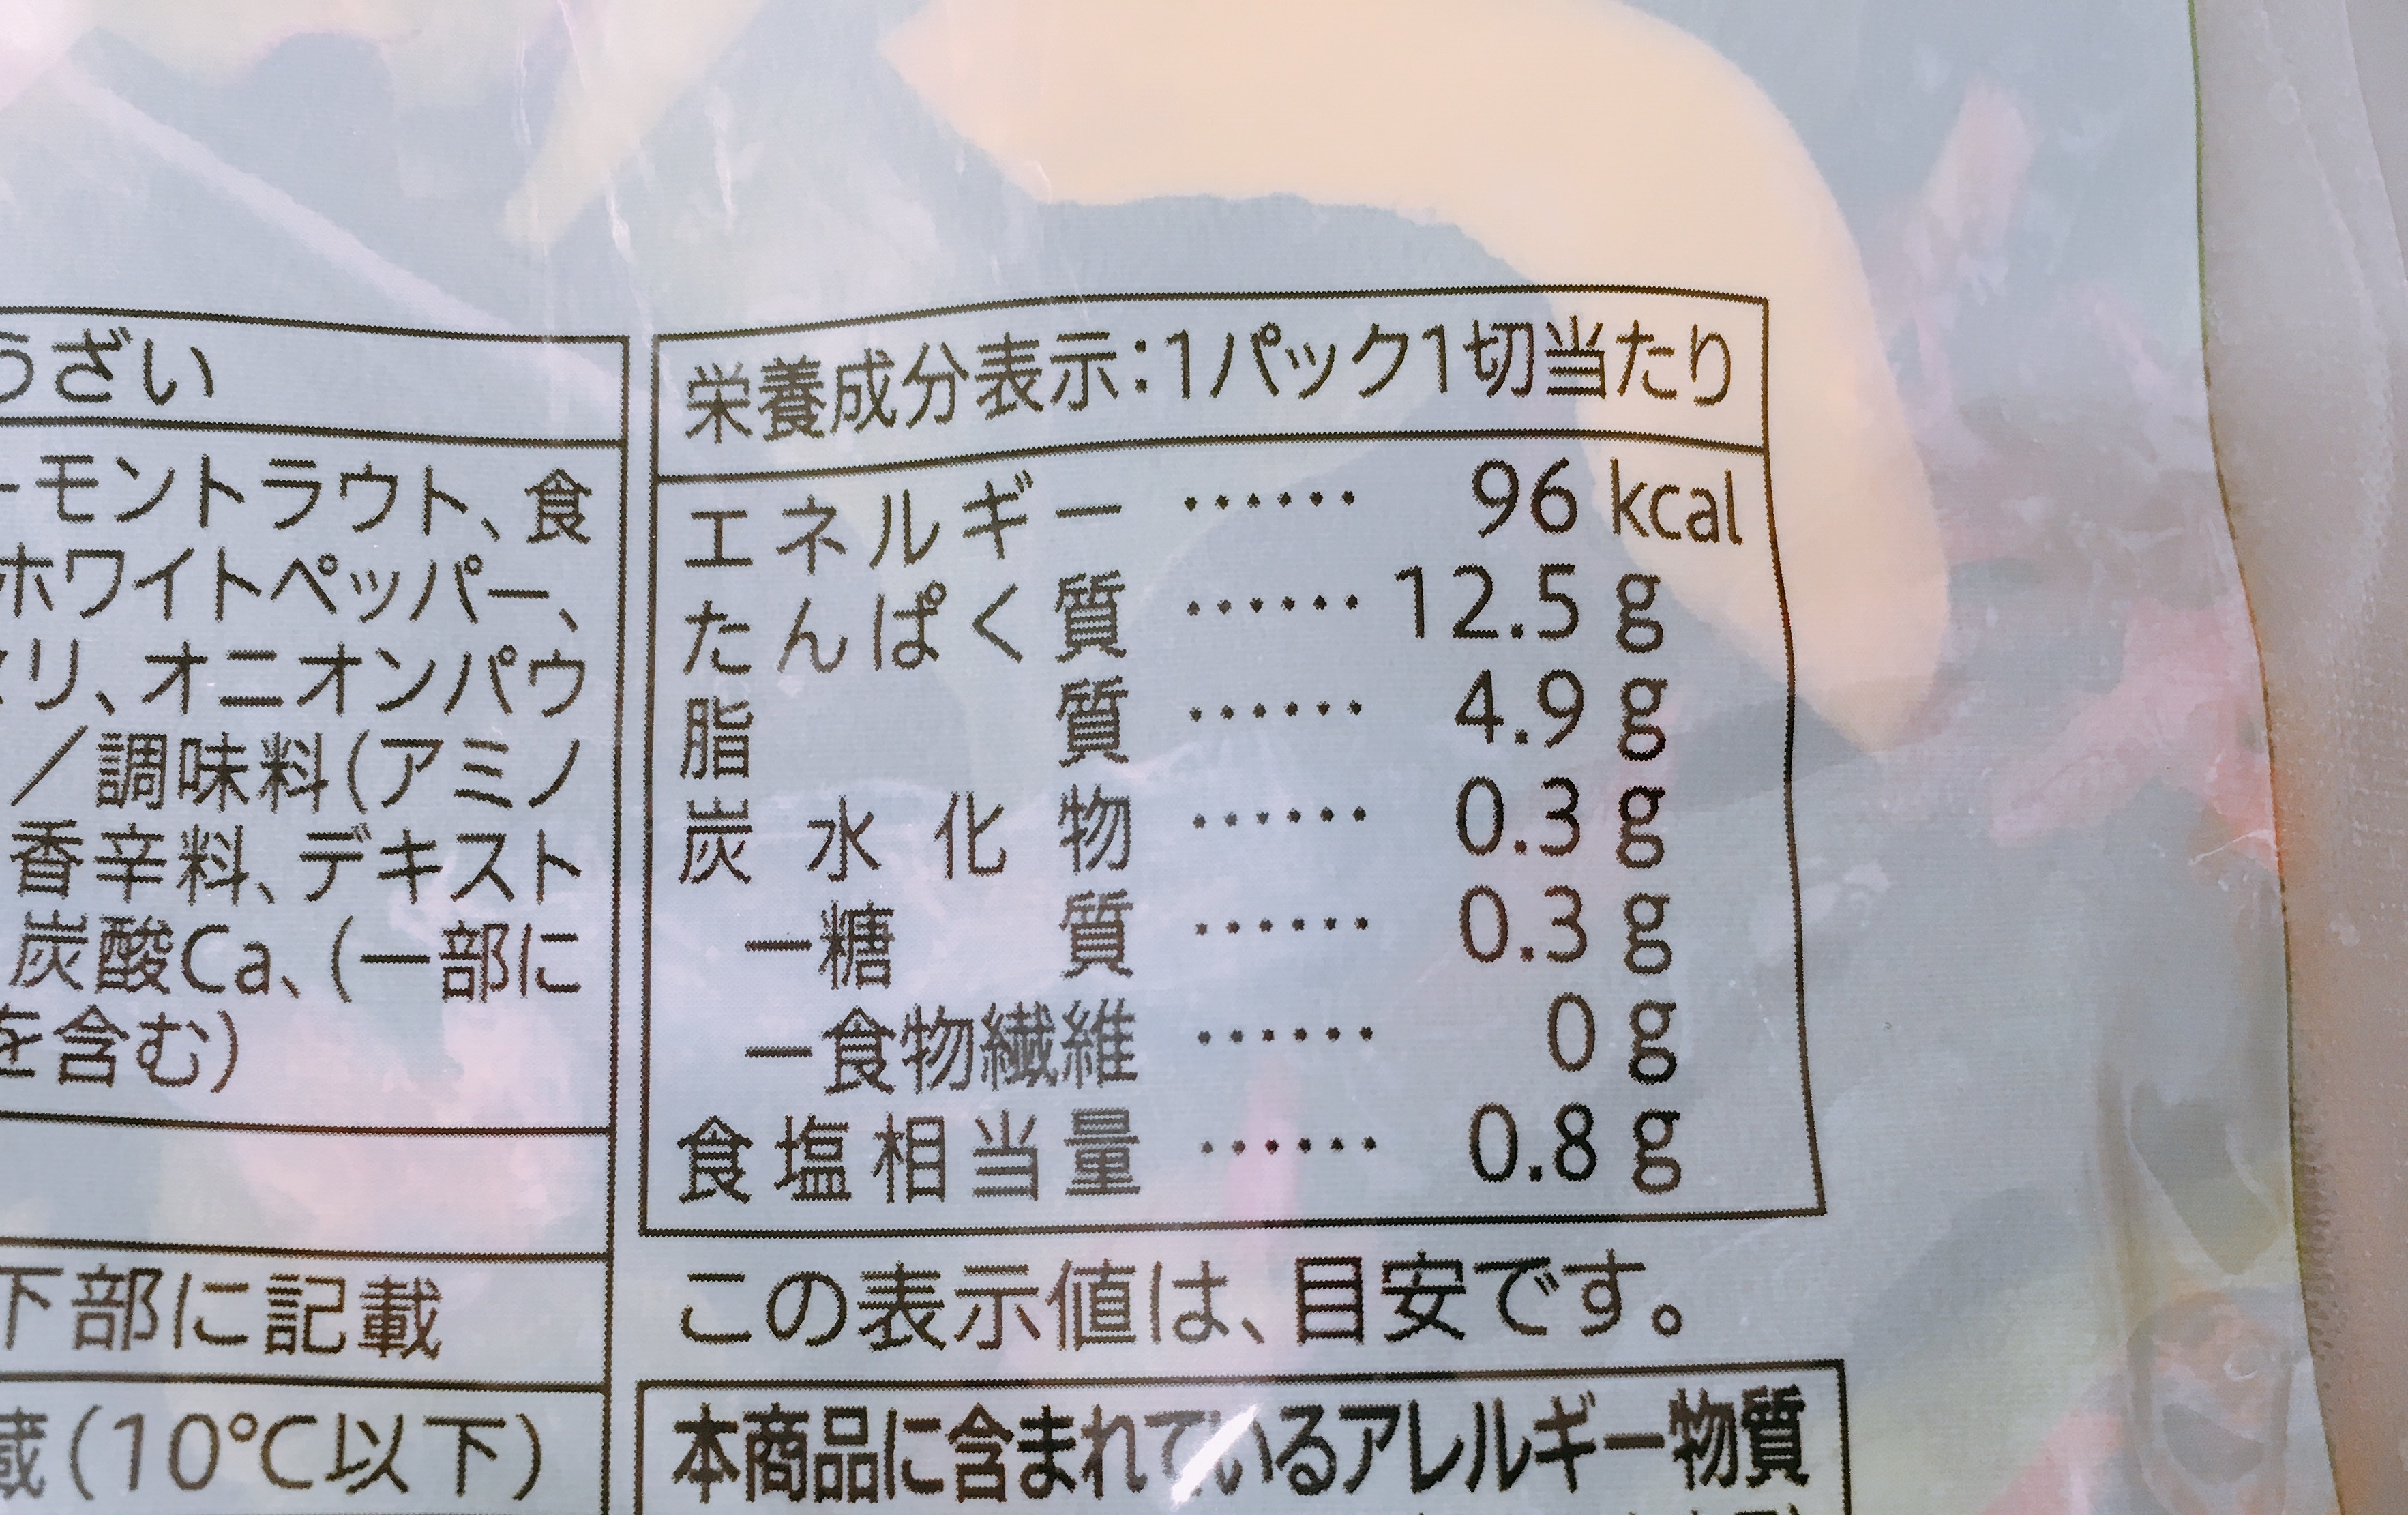 うざい
ーモントラウト、食
ホワイトペッパー、
リ、オニオンパウ
／調味料(アミノ
香辛料、デキスト
炭酸Ca、(一部に
を含む)
下部に記載
蔵(10℃以下)
栄養成分表示：1パック1切当たり
エネルギー …… 96 kcal
たんぱく質 …… 12.5 g
脂質 …… 4.9 g
炭水化物 …… 0.3 g
－糖質 …… 0.3 g
－食物繊維 …… 0 g
食塩相当量 …… 0.8 g
この表示値は、目安です。
本商品に含まれているアレルギー物質